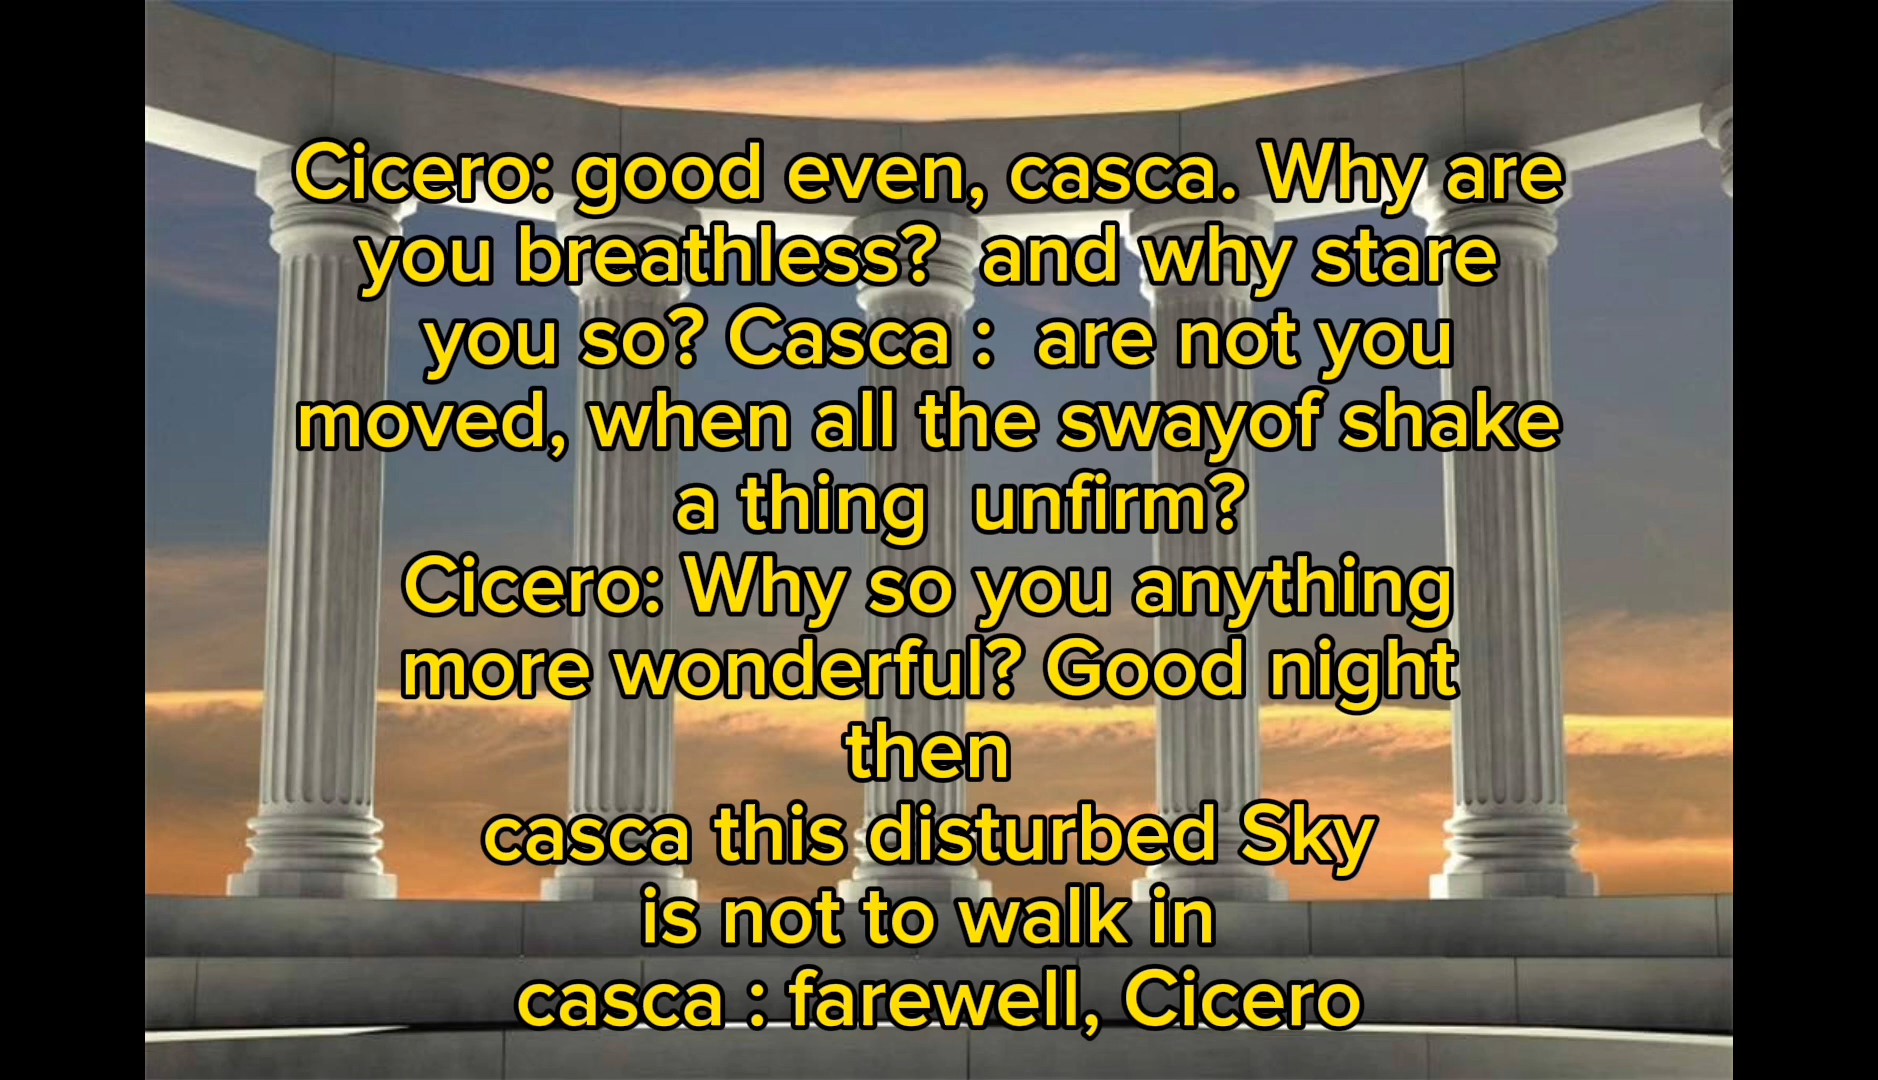 Cicero: good even, casca. Why are
you breathless? and why stare
you so? Casca : are not you
moved, when all the swayof shake
a thing unfirm?
Cicero: Why so you anything
more wonderful? Good night
then
casca this disturbed Sky
is not to walk in
casca : farewell, Cicero